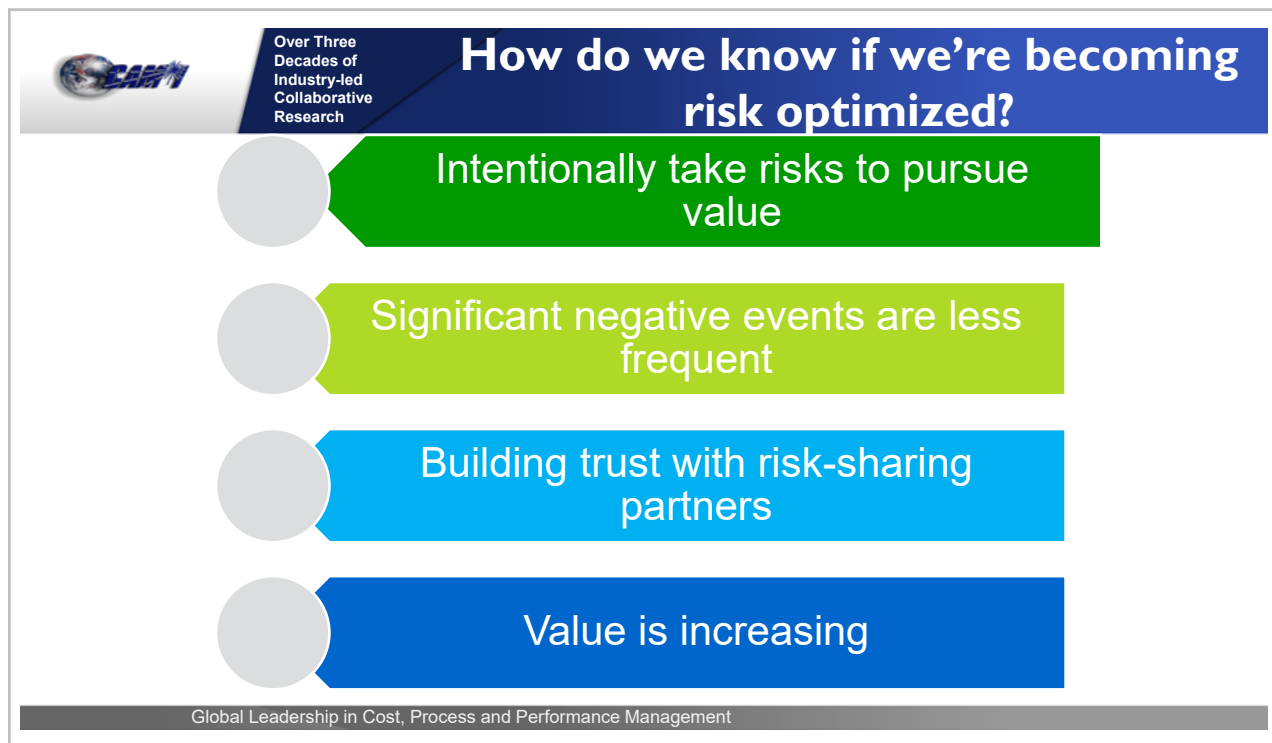 CAM-I
Over Three
Decades of
Industry-led
Collaborative
Research
How do we know if we’re becoming
risk optimized?
Intentionally take risks to pursue
value
Significant negative events are less
frequent
Building trust with risk-sharing
partners
Value is increasing
Global Leadership in Cost, Process and Performance Management